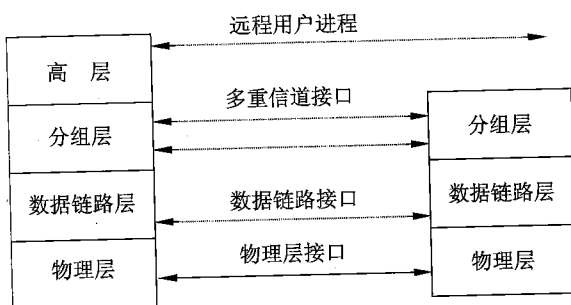 远程用户进程
高 层
多重信道接口
分组层
分组层
数据链路层
数据链路接口
数据链路层
物理层接口
物理层
物理层